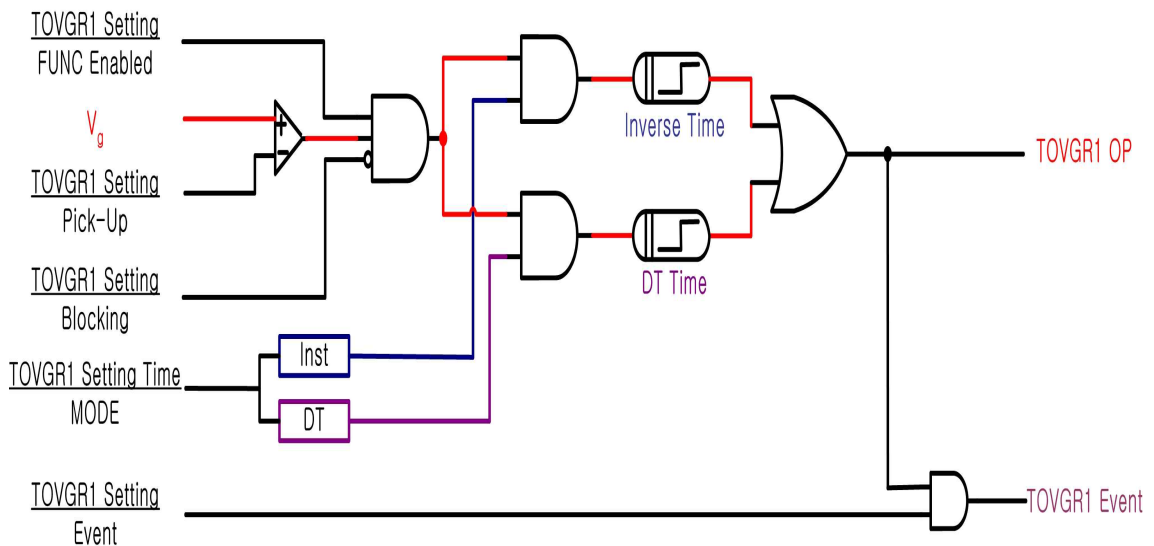 TOVGR1 Setting
FUNC Enabled
Vg
+
−
TOVGR1 Setting
Pick-Up
TOVGR1 Setting
Blocking
TOVGR1 Setting Time
MODE
Inst
DT
TOVGR1 Setting
Event
Inverse Time
DT Time
TOVGR1 OP
TOVGR1 Event